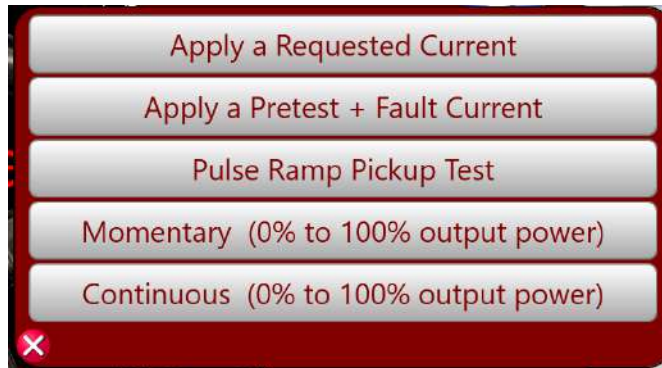 Apply a Requested Current
Apply a Pretest + Fault Current
Pulse Ramp Pickup Test
Momentary (0% to 100% output power)
Continuous (0% to 100% output power)